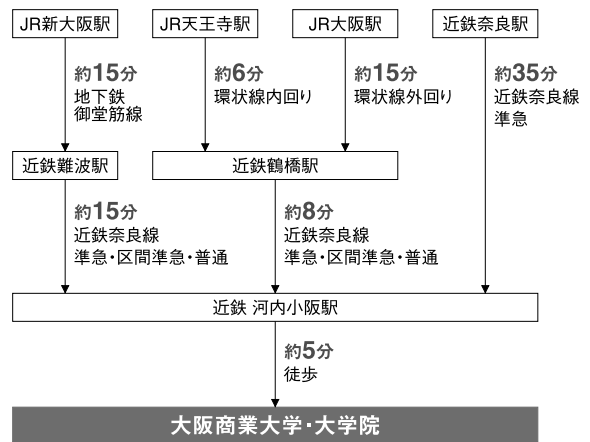 JR新大阪駅
JR天王寺駅
JR大阪駅
近鉄奈良駅
約15分
地下鉄
御堂筋線
約6分
環状線内回り
約15分
環状線外回り
約35分
近鉄奈良線
準急
近鉄難波駅
近鉄鶴橋駅
約15分
近鉄奈良線
準急・区間準急・普通
約8分
近鉄奈良線
準急・区間準急・普通
近鉄 河内小阪駅
約5分
徒歩
大阪商業大学・大学院